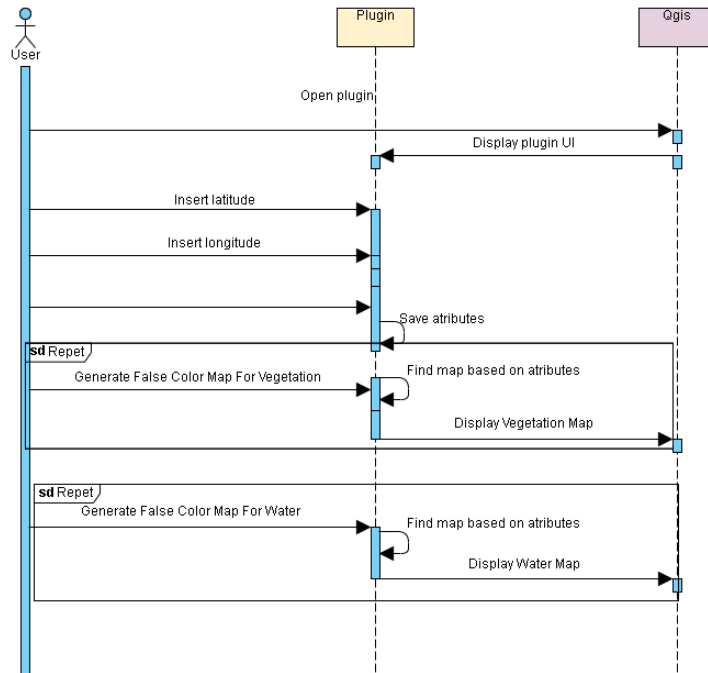 Plugin
Qgis
User
Open plugin
Display plugin UI
Insert latitude
Insert longitude
Save atributes
sd Repet
Generate False Color Map For Vegetation
Find map based on atributes
Display Vegetation Map
sd Repet
Generate False Color Map For Water
Find map based on atributes
Display Water Map